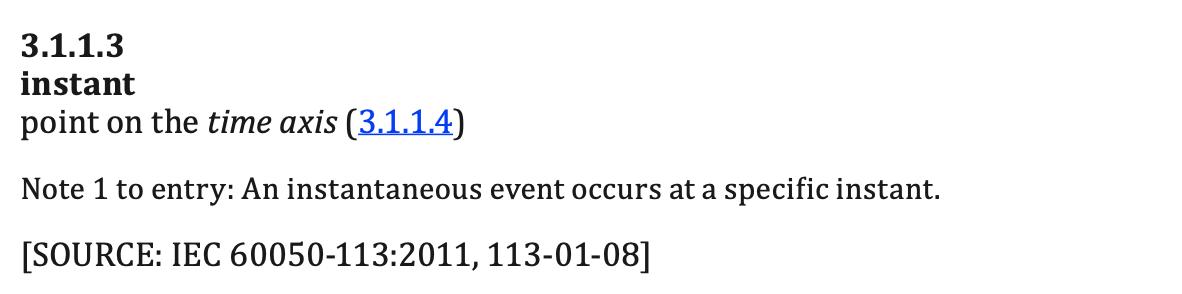 3.1.1.3
instant
point on the time axis (3.1.1.4)
Note 1 to entry: An instantaneous event occurs at a specific instant.
[SOURCE: IEC 60050-113:2011, 113-01-08]